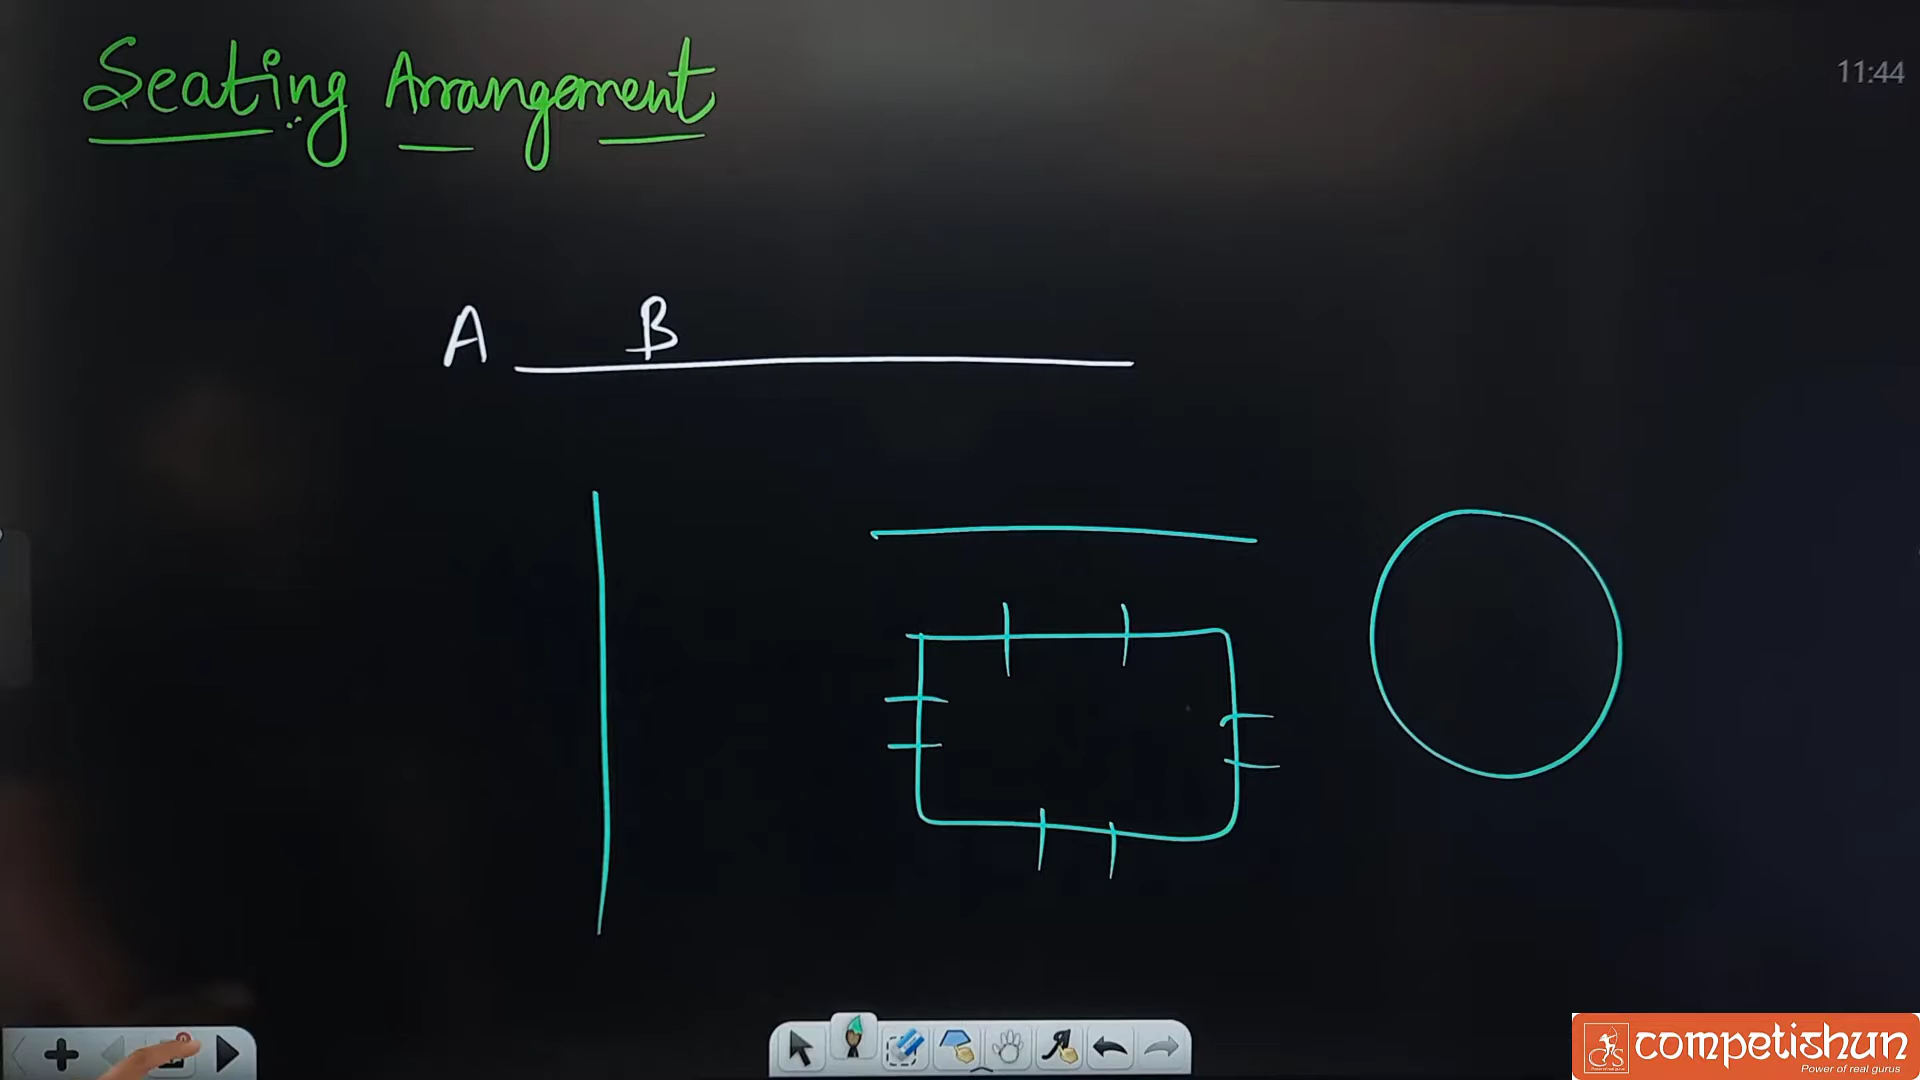 Seating Arrangement
11:44
A B
competishun
Power of real gurus